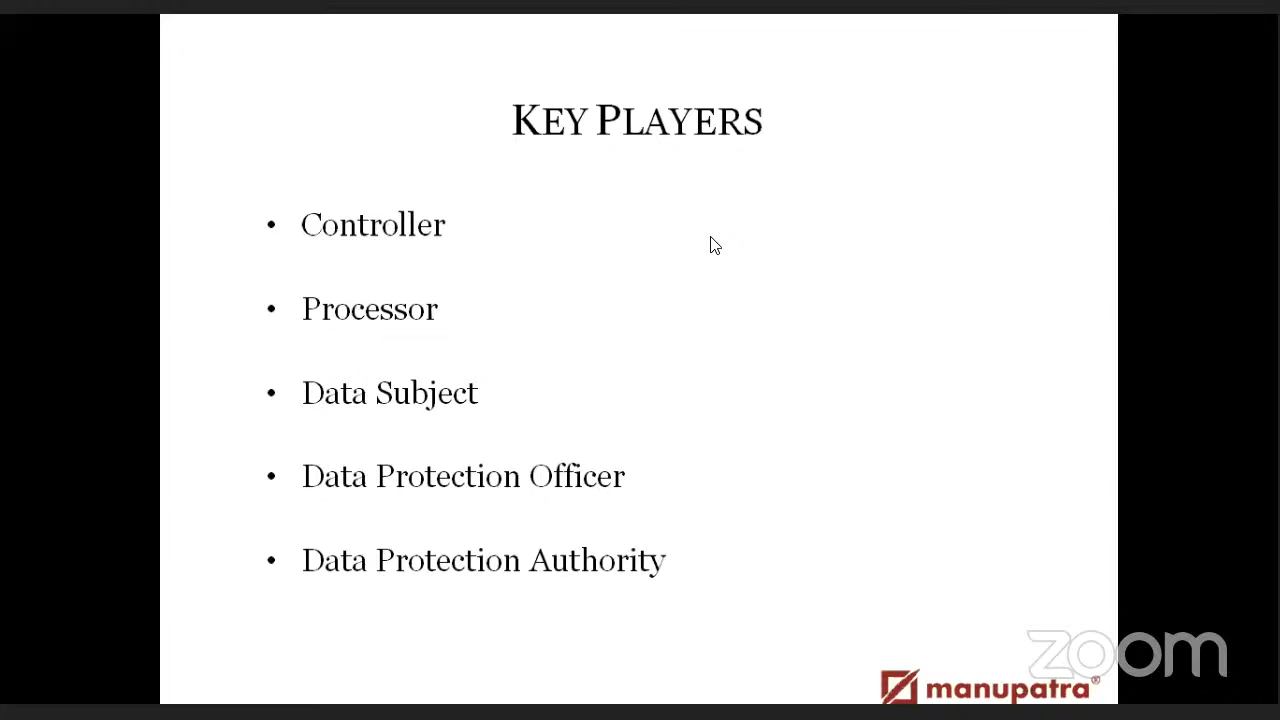 KEY PLAYERS
• Controller
• Processor
• Data Subject
• Data Protection Officer
• Data Protection Authority
zoom
manupatra®